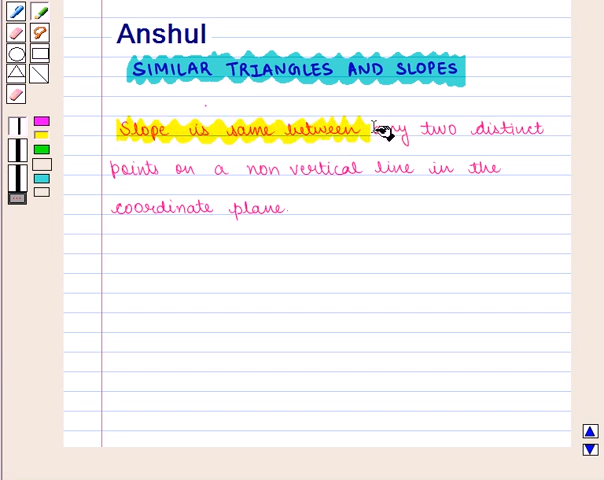 Anshul
SIMILAR TRIANGLES AND SLOPES
Slope is same between any two distinct
points on a non vertical line in the
coordinate plane.